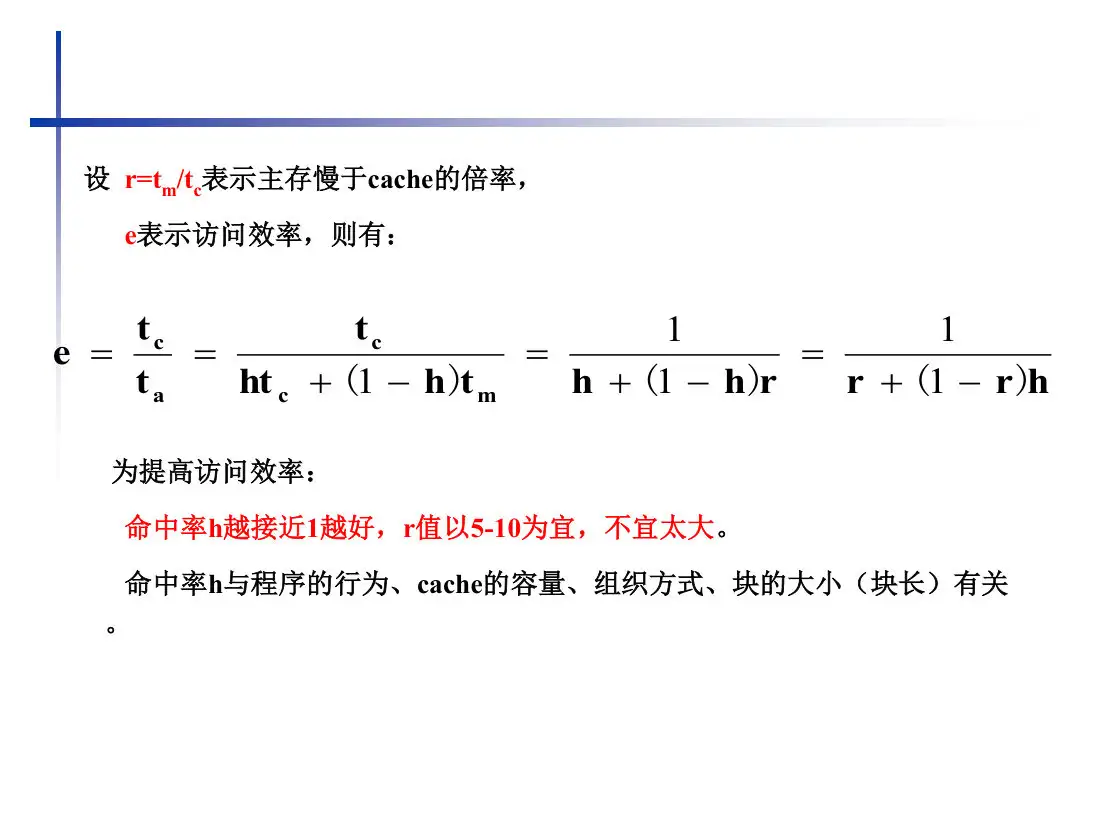 设 r=tm/tc表示主存慢于cache的倍率，
e表示访问效率，则有：
e = tc/ta = tc/(htc + (1 − h)tm) = 1/(h + (1 − h)r) = 1/(r + (1 − r)h)
为提高访问效率：
命中率h越接近1越好，r值以5-10为宜，不宜太大。
命中率h与程序的行为、cache的容量、组织方式、块的大小（块长）有关
。